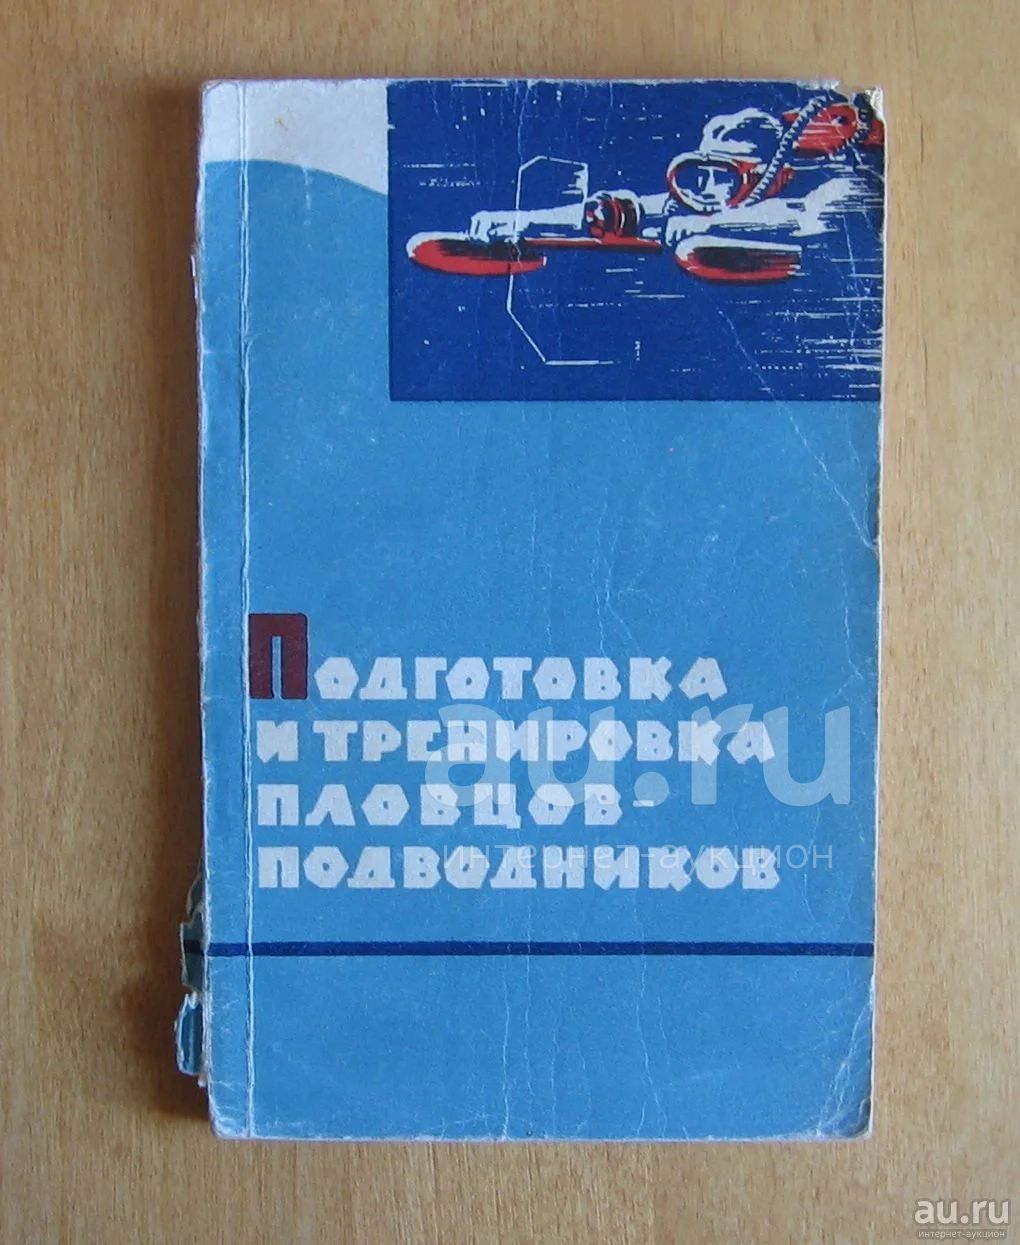 Подготовка
и тренировка
пловцов-
подводников
au.ru
интернет-аукцион
au.ru
интернет-аукцион